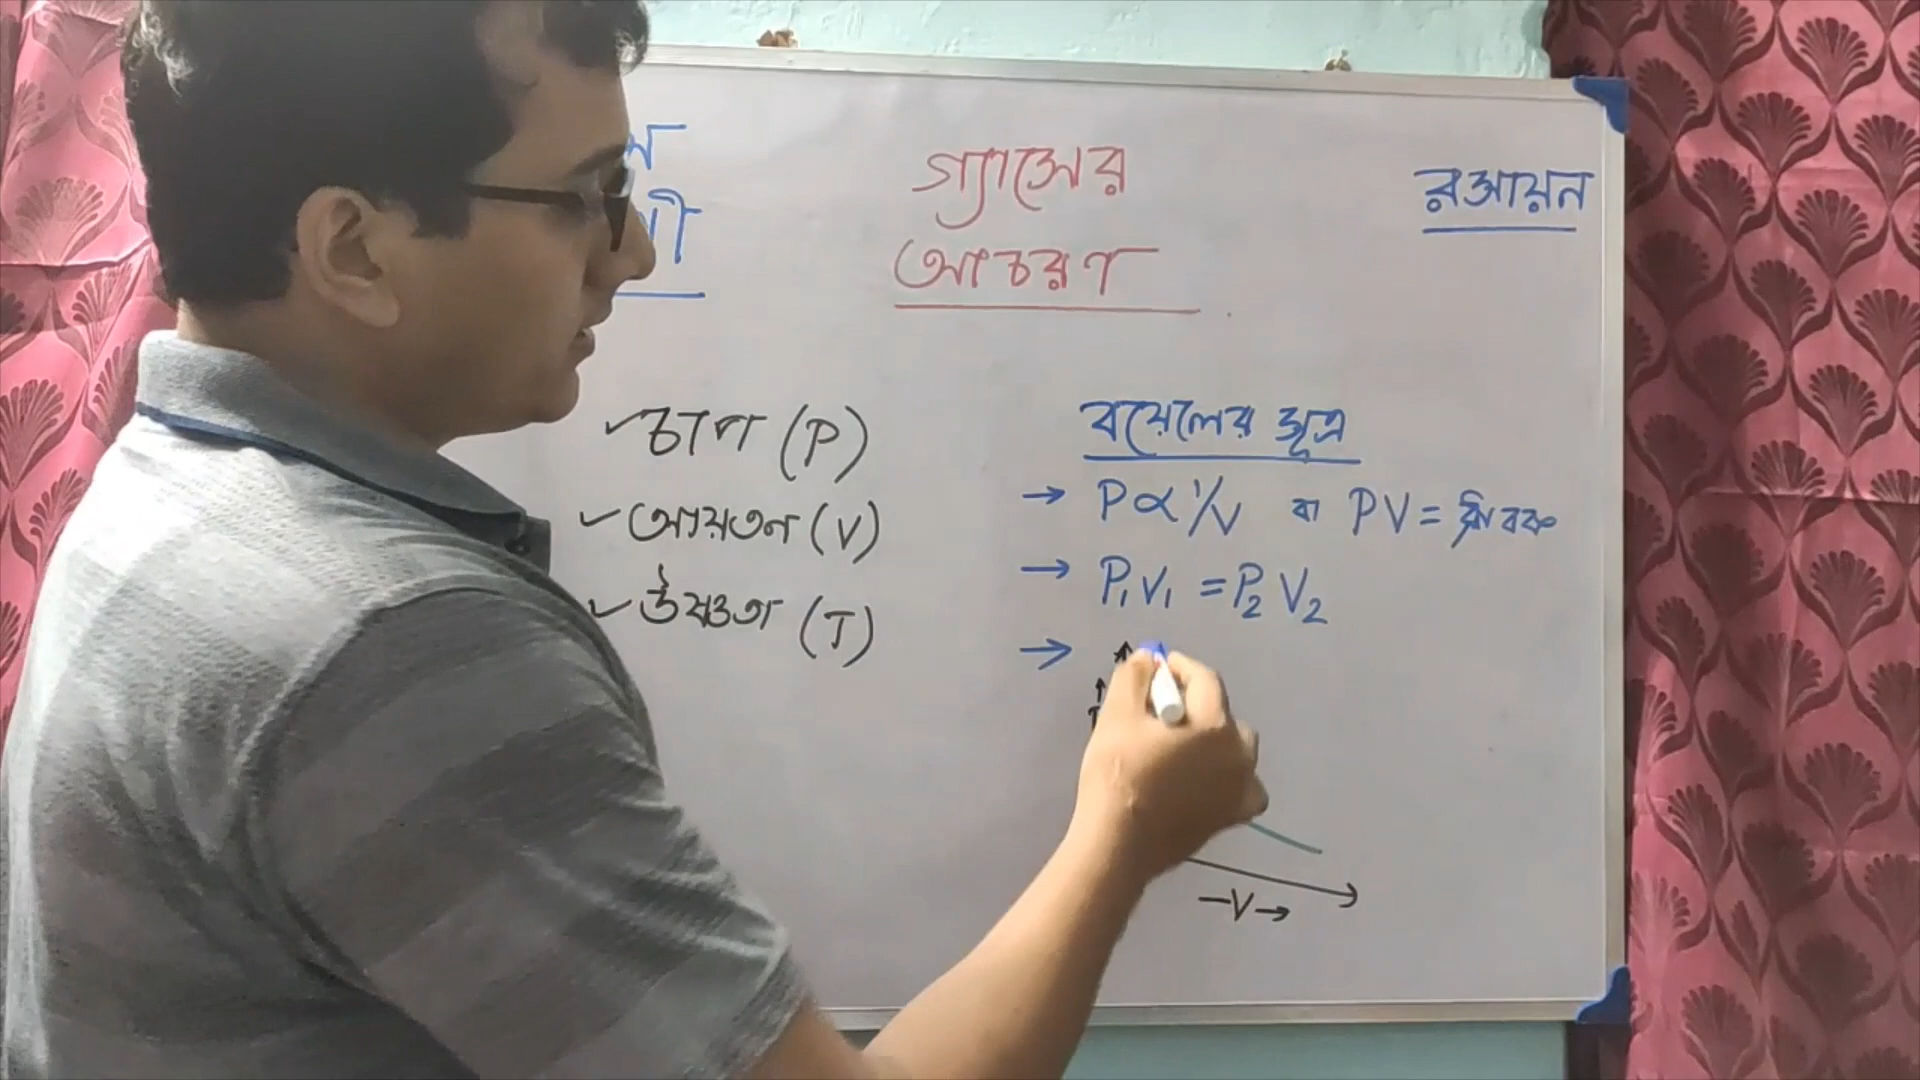 গ্যাসের
আচরণ
রসায়ন
✓চাপ (P)
✓আয়তন (V)
✓উষ্ণতা (T)
বয়েলের সূত্র
→ P∝1/V বা PV = ধ্রুবক
→ P₁V₁ = P₂V₂
→
—V→